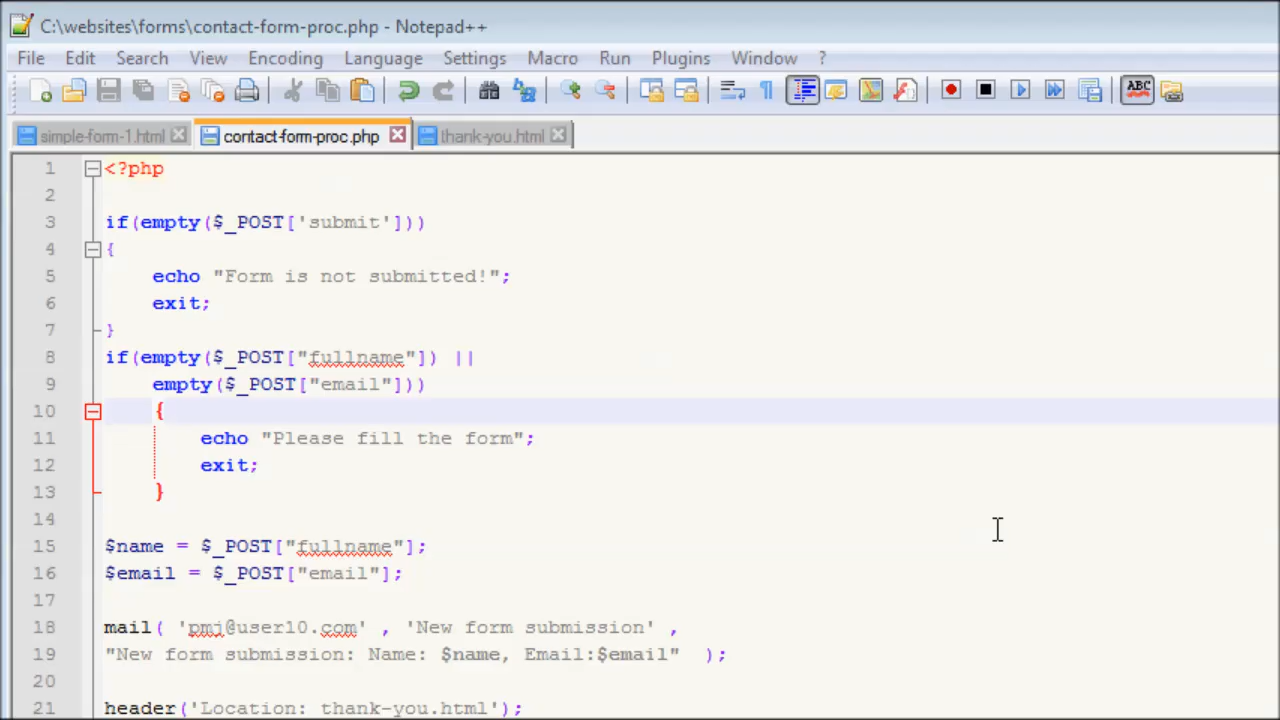 C:\websites\forms\contact-form-proc.php - Notepad++
File Edit Search View Encoding Language Settings Macro Run Plugins Window ?
ABC
simple-form-1.html contact-form-proc.php thank-you.html
1 <?php
2
3 if(empty($_POST['submit']))
4 {
5 echo "Form is not submitted!";
6 exit;
7 }
8 if(empty($_POST["fullname"]) ||
9 empty($_POST["email"]))
10 {
11 echo "Please fill the form";
12 exit;
13 }
14
15 $name = $_POST["fullname"];
16 $email = $_POST["email"];
17
18 mail( 'pmj@user10.com' , 'New form submission' ,
19 "New form submission: Name: $name, Email:$email" );
20
21 header('Location: thank-you.html');